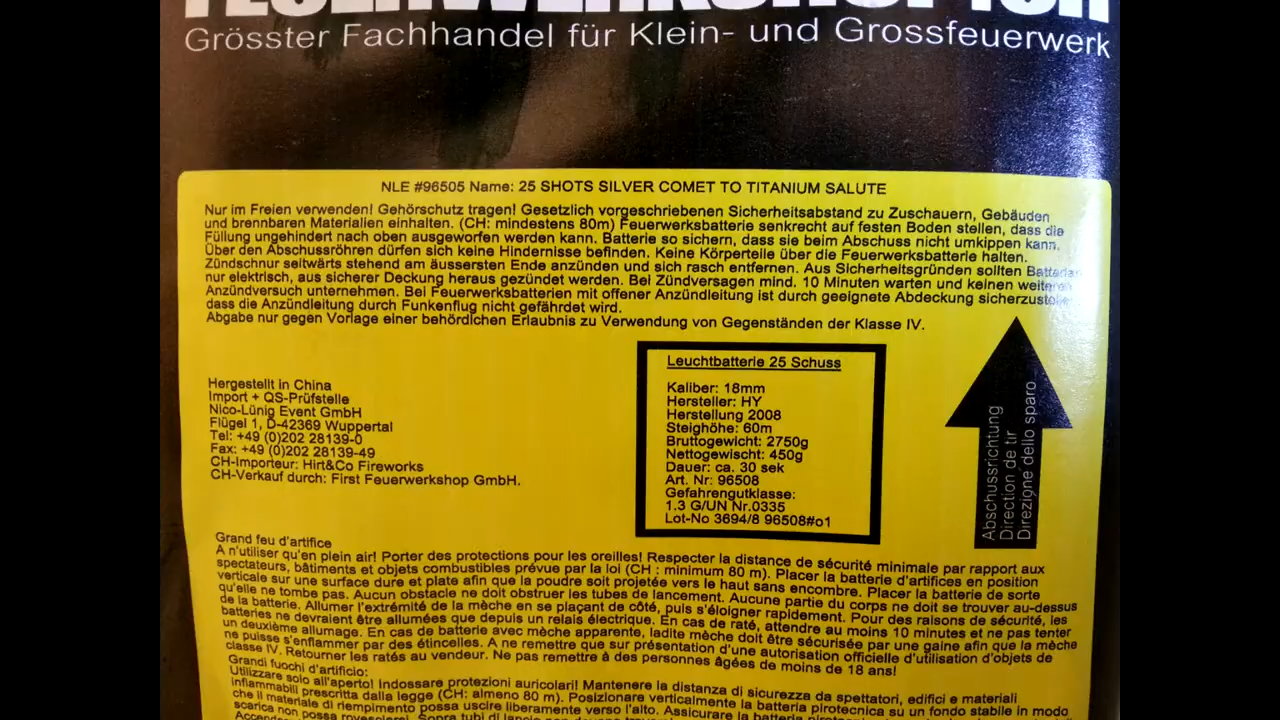 Grösster Fachhandel für Klein- und Grossfeuerwerk
NLE #96505 Name: 25 SHOTS SILVER COMET TO TITANIUM SALUTE
Nur im Freien verwenden! Gehörschutz tragen! Gesetzlich vorgeschriebenen Sicherheitsabstand zu Zuschauern, Gebäuden
und brennbaren Materialien einhalten. (CH: mindestens 80m) Feuerwerksbatterie senkrecht auf festen Boden stellen, dass die
Füllung ungehindert nach oben ausgeworfen werden kann. Batterie so sichern, dass sie beim Abschuss nicht umkippen kann.
Über den Abschussröhren dürfen sich keine Hindernisse befinden. Keine Körperteile über die Feuerwerksbatterie halten.
Zündschnur seitwärts stehend am äussersten Ende anzünden und sich rasch entfernen. Aus Sicherheitsgründen sollten
nur elektrisch, aus sicherer Deckung heraus gezündet werden. Bei Zündversagen mind. 10 Minuten warten und keinen weiteren
Anzündversuch unternehmen. Bei Feuerwerksbatterien mit offener Anzündleitung ist durch geeignete Abdeckung
dass die Anzündleitung durch Funkenflug nicht gefährdet wird.
Abgabe nur gegen Vorlage einer behördlichen Erlaubnis zu Verwendung von Gegenständen der Klasse IV.
Hergestellt in China
Import + QS-Prüfstelle
Nico-Lünig Event GmbH
Flügel 1, D-42369 Wuppertal
Tel: +49 (0)202 28139-0
Fax: +49 (0)202 28139-49
CH-Importeur: Hirt&Co Fireworks
CH-Verkauf durch: First Feuerwerkshop GmbH.
Leuchtbatterie 25 Schuss
Kaliber: 18mm
Hersteller: HY
Herstellung 2008
Steighöhe: 60m
Bruttogewicht: 2750g
Nettogewischt: 450g
Dauer: ca. 30 sek
Art. Nr: 96508
Gefahrengutklasse:
1.3 G/UN Nr.0335
Lot-No 3694/8 96508#o1
Abschussrichtung
Direction de tir
Direzigne dello sparo
Grand feu d'artifice
A n'utiliser qu'en plein air! Porter des protections pour les oreilles! Respecter la distance de sécurité minimale par rapport aux
spectateurs, bâtiments et objets combustibles prévue par la loi (CH : minimum 80 m). Placer la batterie d'artifices en position
verticale sur une surface dure et plate afin que la poudre soit projetée vers le haut sans encombre. Placer la batterie de sorte
qu'elle ne tombe pas. Aucun obstacle ne doit obstruer les tubes de lancement. Aucune partie du corps ne doit se trouver au-dessus
de la batterie. Allumer l'extrémité de la mèche en se plaçant de côté, puis s'éloigner rapidement. Pour des raisons de sécurité, les
batteries ne devraient être allumées que depuis un relais électrique. En cas de raté, attendre au moins 10 minutes et ne pas tenter
un deuxième allumage. En cas de batterie avec mèche apparente, ladite mèche doit être sécurisée par une gaine afin que la mèche
ne puisse s'enflammer par des étincelles. A ne remettre que sur présentation d'une autorisation officielle d'utilisation d'objets de
classe IV. Retourner les ratés au vendeur. Ne pas remettre à des personnes âgées de moins de 18 ans!
Grandi fuochi d'artificio:
Utilizzare solo all'aperto! Indossare protezioni auricolari! Mantenere la distanza di sicurezza da spettatori, edifici e materiali
infiammabili prescritta dalla legge (CH: almeno 80 m). Posizionare verticalmente la batteria pirotecnica su un fondo stabile in modo
che il materiale di riempimento possa uscire liberamente verso l'alto. Assicurare la batteria
scarica non possa